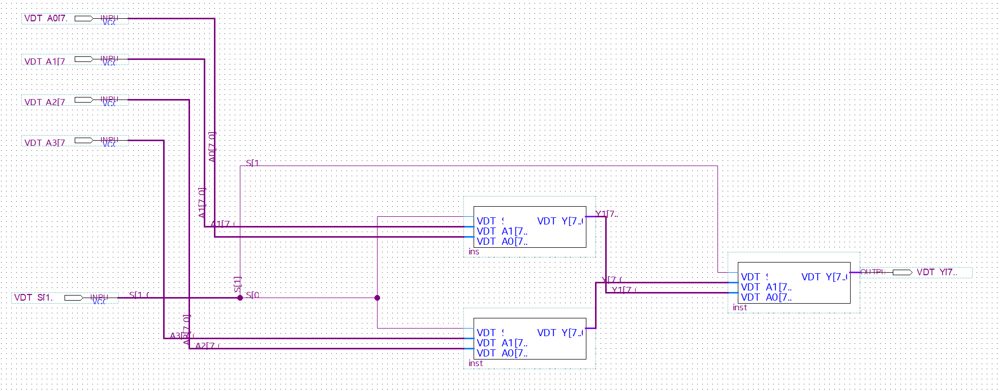 VDT A0[7.
INPU
VCC
VDT A1[7
INPU
VCC
VDT A2[7
INPU
VCC
VDT A3[7
INPU
VCC
A0[7 0]
S[1
A1[7 0]
A1[7
Y1[7..
VDT S
VDT Y[7..0
VDT A1[7..
VDT A0[7..
ins
S[1]
VDT S[1.
INPU
VCC
S[1
S[0
Y[7
Y1[7
VDT S
VDT Y[7..0
VDT A1[7..
VDT A0[7..
inst
OUTPU
VDT Y[7..
A3[7
A2[7
VDT S
VDT Y[7..0
VDT A1[7..
VDT A0[7..
inst